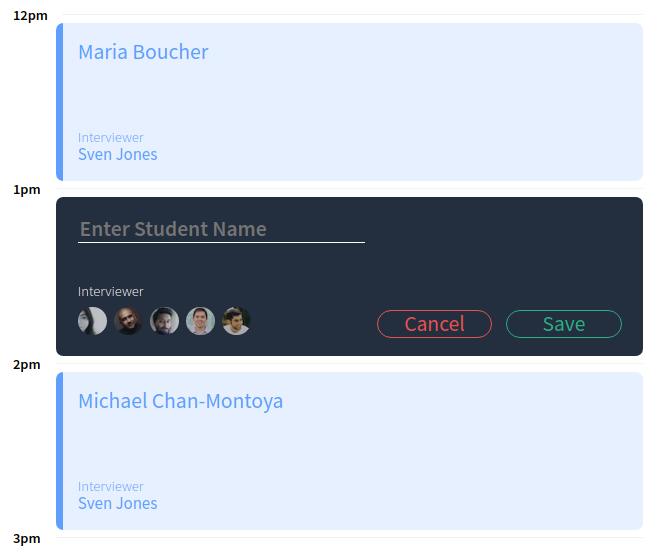 12pm
Maria Boucher
Interviewer
Sven Jones
1pm
Enter Student Name
Interviewer
Cancel
Save
2pm
Michael Chan-Montoya
Interviewer
Sven Jones
3pm